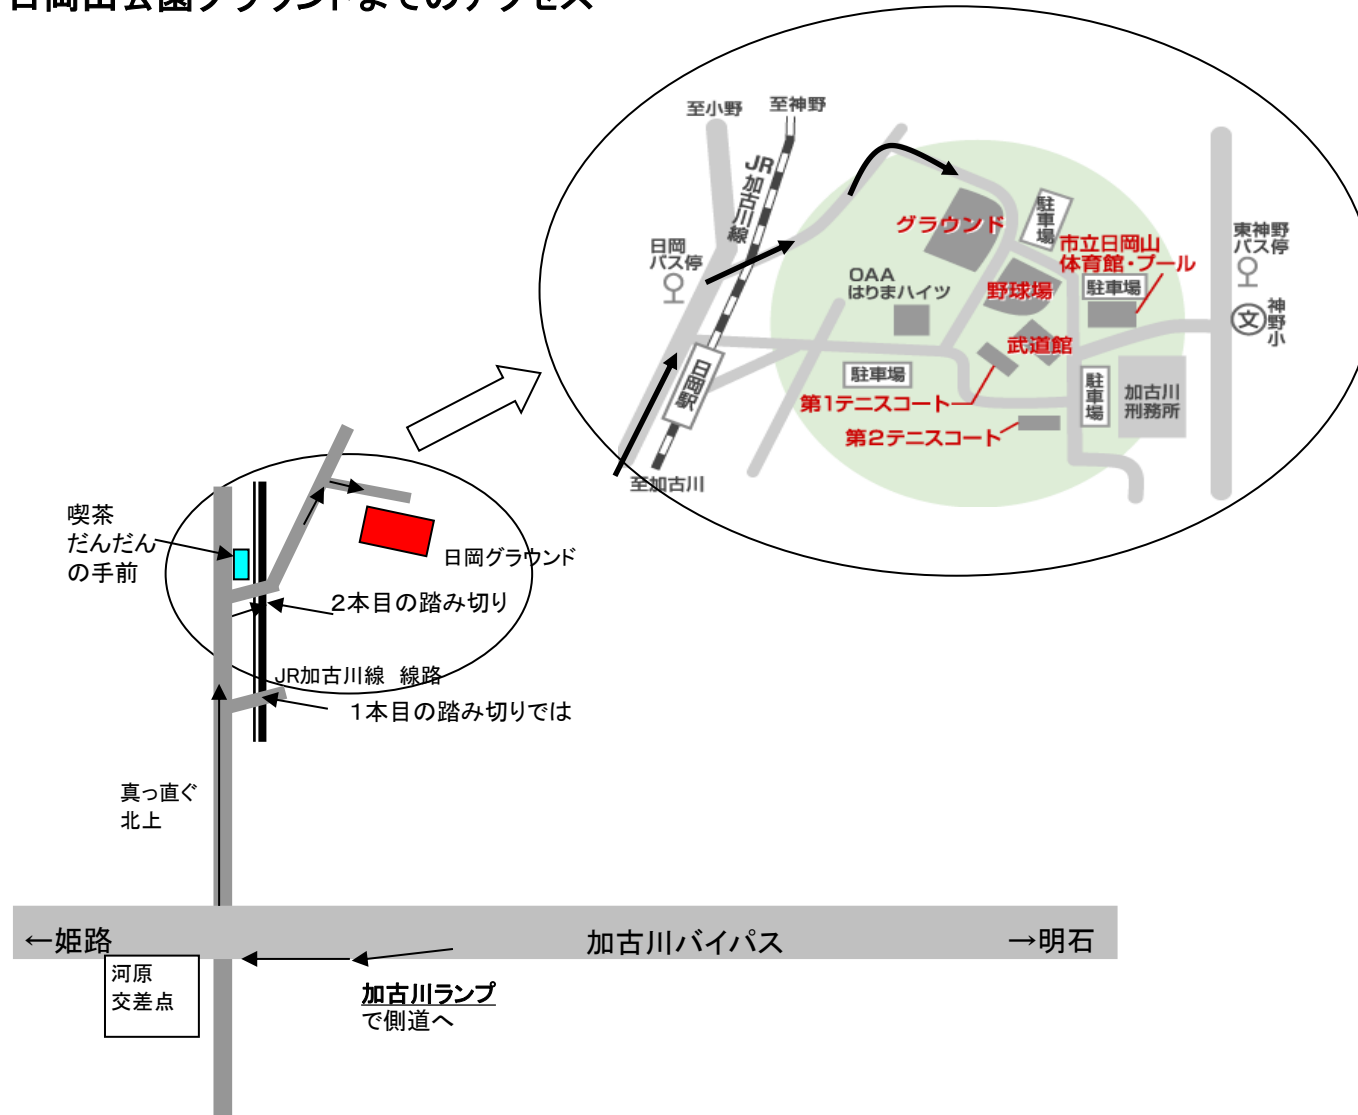 日岡山公園グラウンドまでのアクセス
至小野
至神野
JR加古川線
日岡
バス停
グラウンド
駐車場
市立日岡山
体育館・プール
東神野
バス停
OAA
はりまハイツ
野球場
駐車場
文
神野小
武道館
日岡駅
駐車場
駐車場
加古川
刑務所
第1テニスコート
第2テニスコート
至加古川
喫茶
だんだん
の手前
日岡グラウンド
2本目の踏み切り
JR加古川線 線路
1本目の踏み切りでは
真っ直ぐ
北上
←姫路
加古川バイパス
→明石
河原
交差点
加古川ランプ
で側道へ